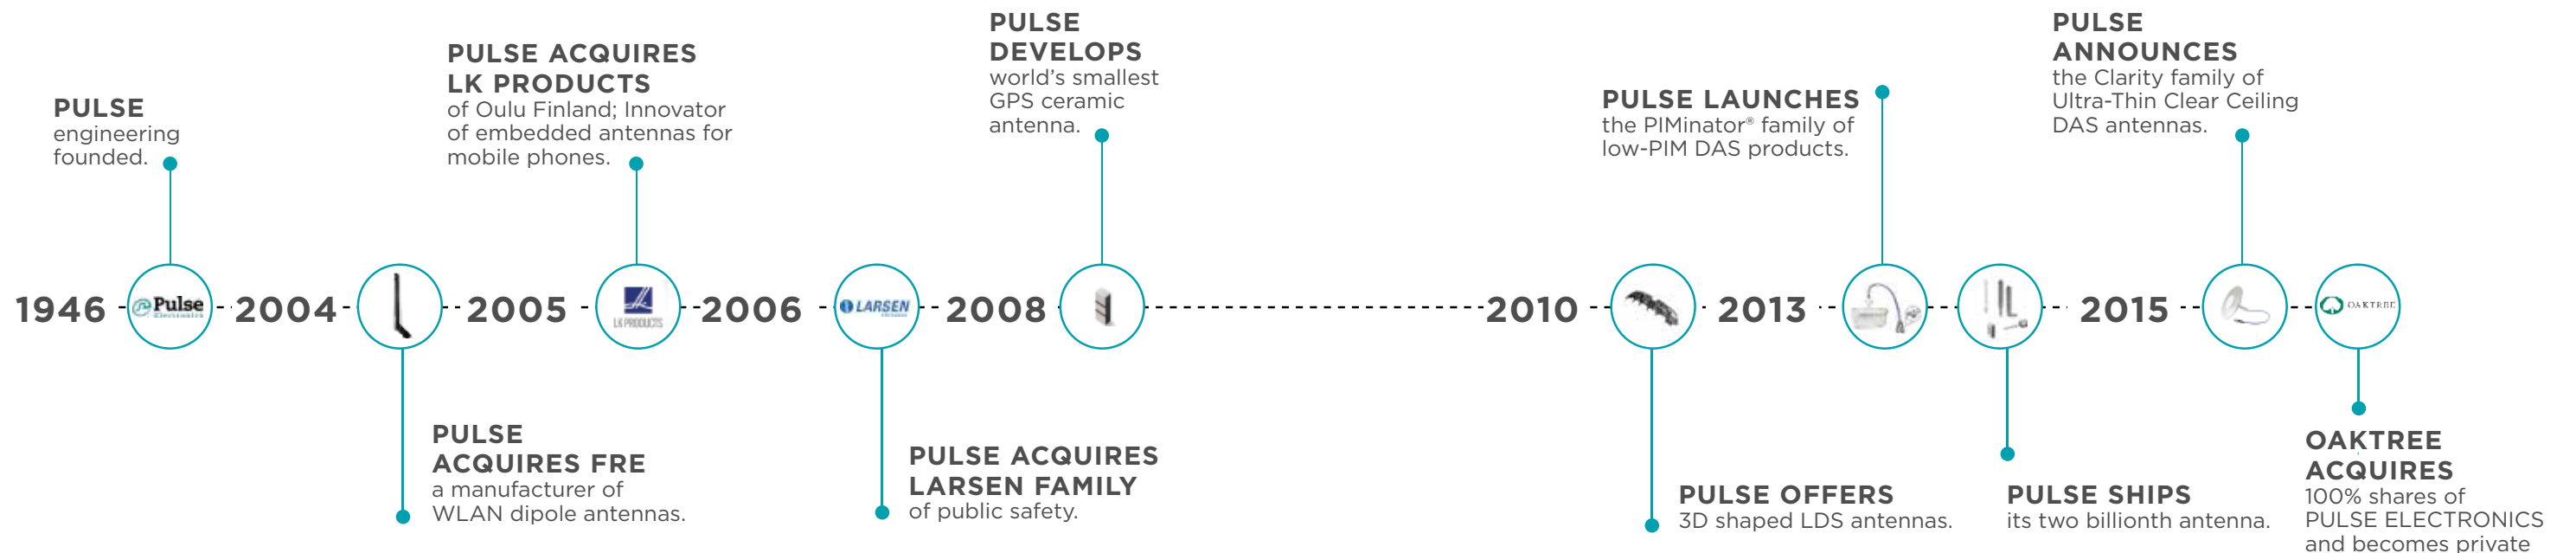 PULSE
engineering
founded.
PULSE ACQUIRES
LK PRODUCTS
of Oulu Finland; Innovator
of embedded antennas for
mobile phones.
PULSE
DEVELOPS
world's smallest
GPS ceramic
antenna.
PULSE LAUNCHES
the PIMinator® family of
low-PIM DAS products.
PULSE
ANNOUNCES
the Clarity family of
Ultra-Thin Clear Ceiling
DAS antennas.
1946
Pulse
Electronics
2004
2005
LK PRODUCTS
2006
LARSEN
2008
2010
2013
2015
OAKTREE
PULSE
ACQUIRES FRE
a manufacturer of
WLAN dipole antennas.
PULSE ACQUIRES
LARSEN FAMILY
of public safety.
PULSE OFFERS
3D shaped LDS antennas.
PULSE SHIPS
its two billionth antenna.
OAKTREE
ACQUIRES
100% shares of
PULSE ELECTRONICS
and becomes private